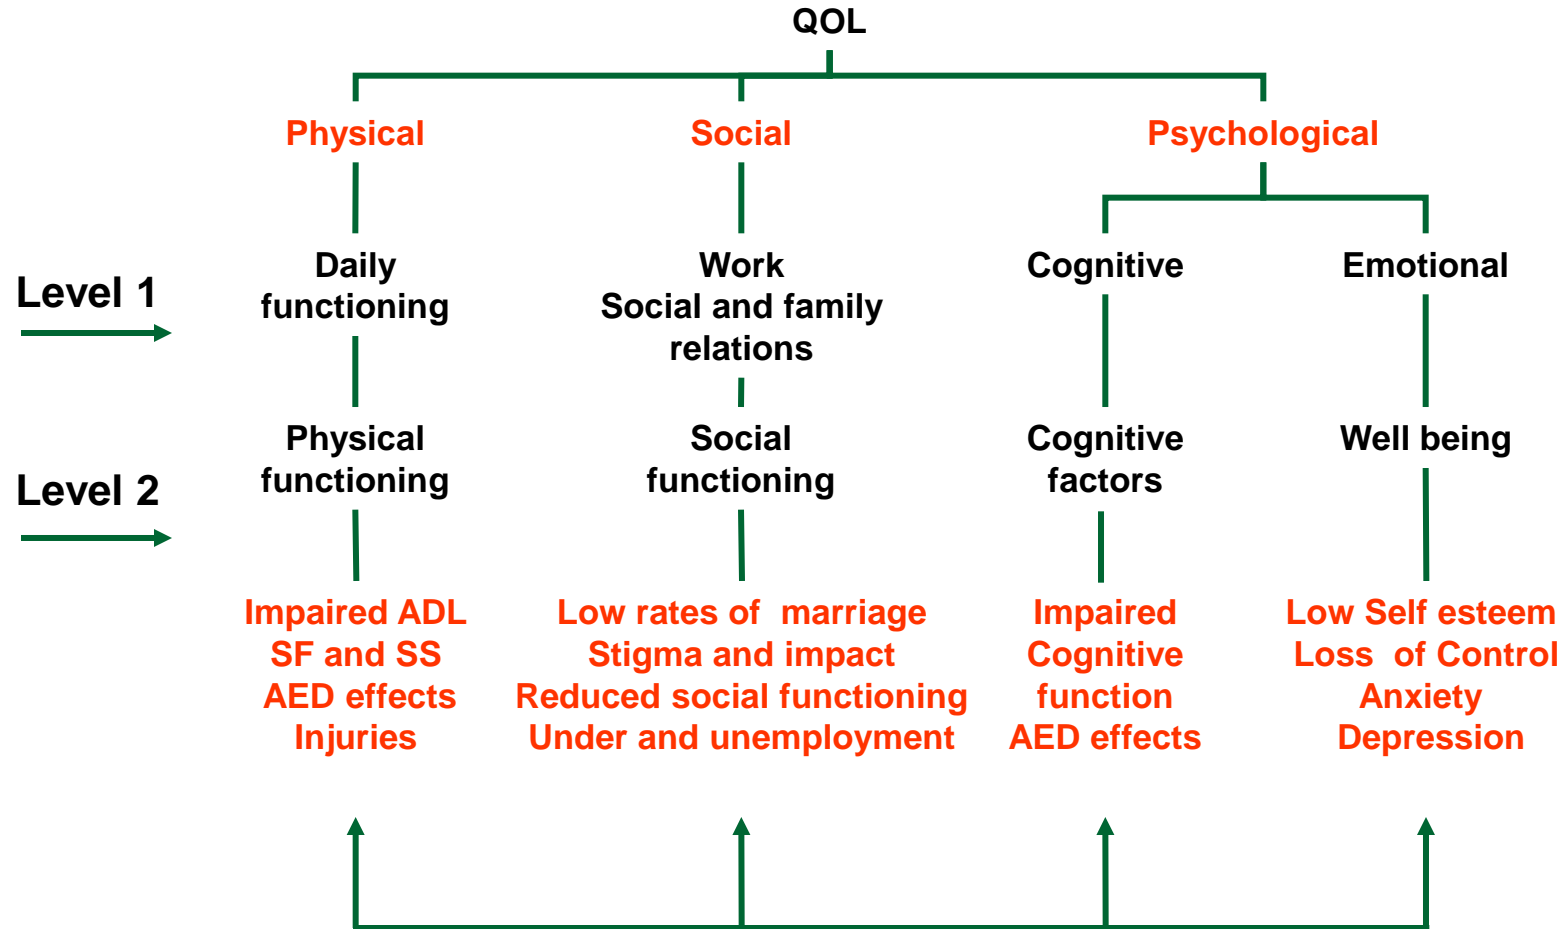 QOL
Physical
Social
Psychological
Level 1
Daily
functioning
Work
Social and family
relations
Cognitive
Emotional
Level 2
Physical
functioning
Social
functioning
Cognitive
factors
Well being
Impaired ADL
SF and SS
AED effects
Injuries
Low rates of marriage
Stigma and impact
Reduced social functioning
Under and unemployment
Impaired
Cognitive
function
AED effects
Low Self esteem
Loss of Control
Anxiety
Depression